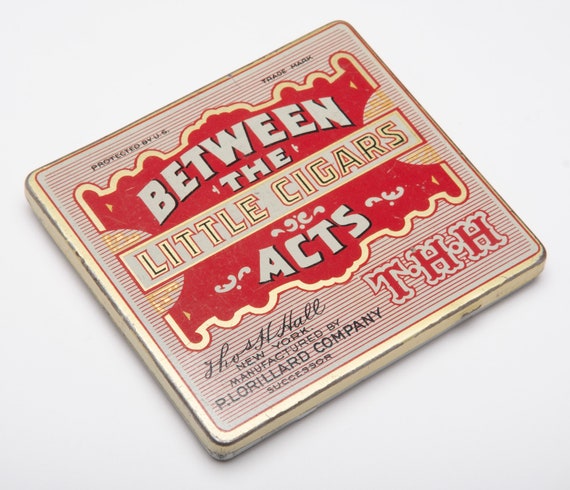 PROTECTED BY U.S. TRADE MARK
BETWEEN
THE
LITTLE CIGARS
ACTS
T·H·H
Thos H Hall
NEW YORK
MANUFACTURED BY
P. LORILLARD COMPANY
SUCCESSOR